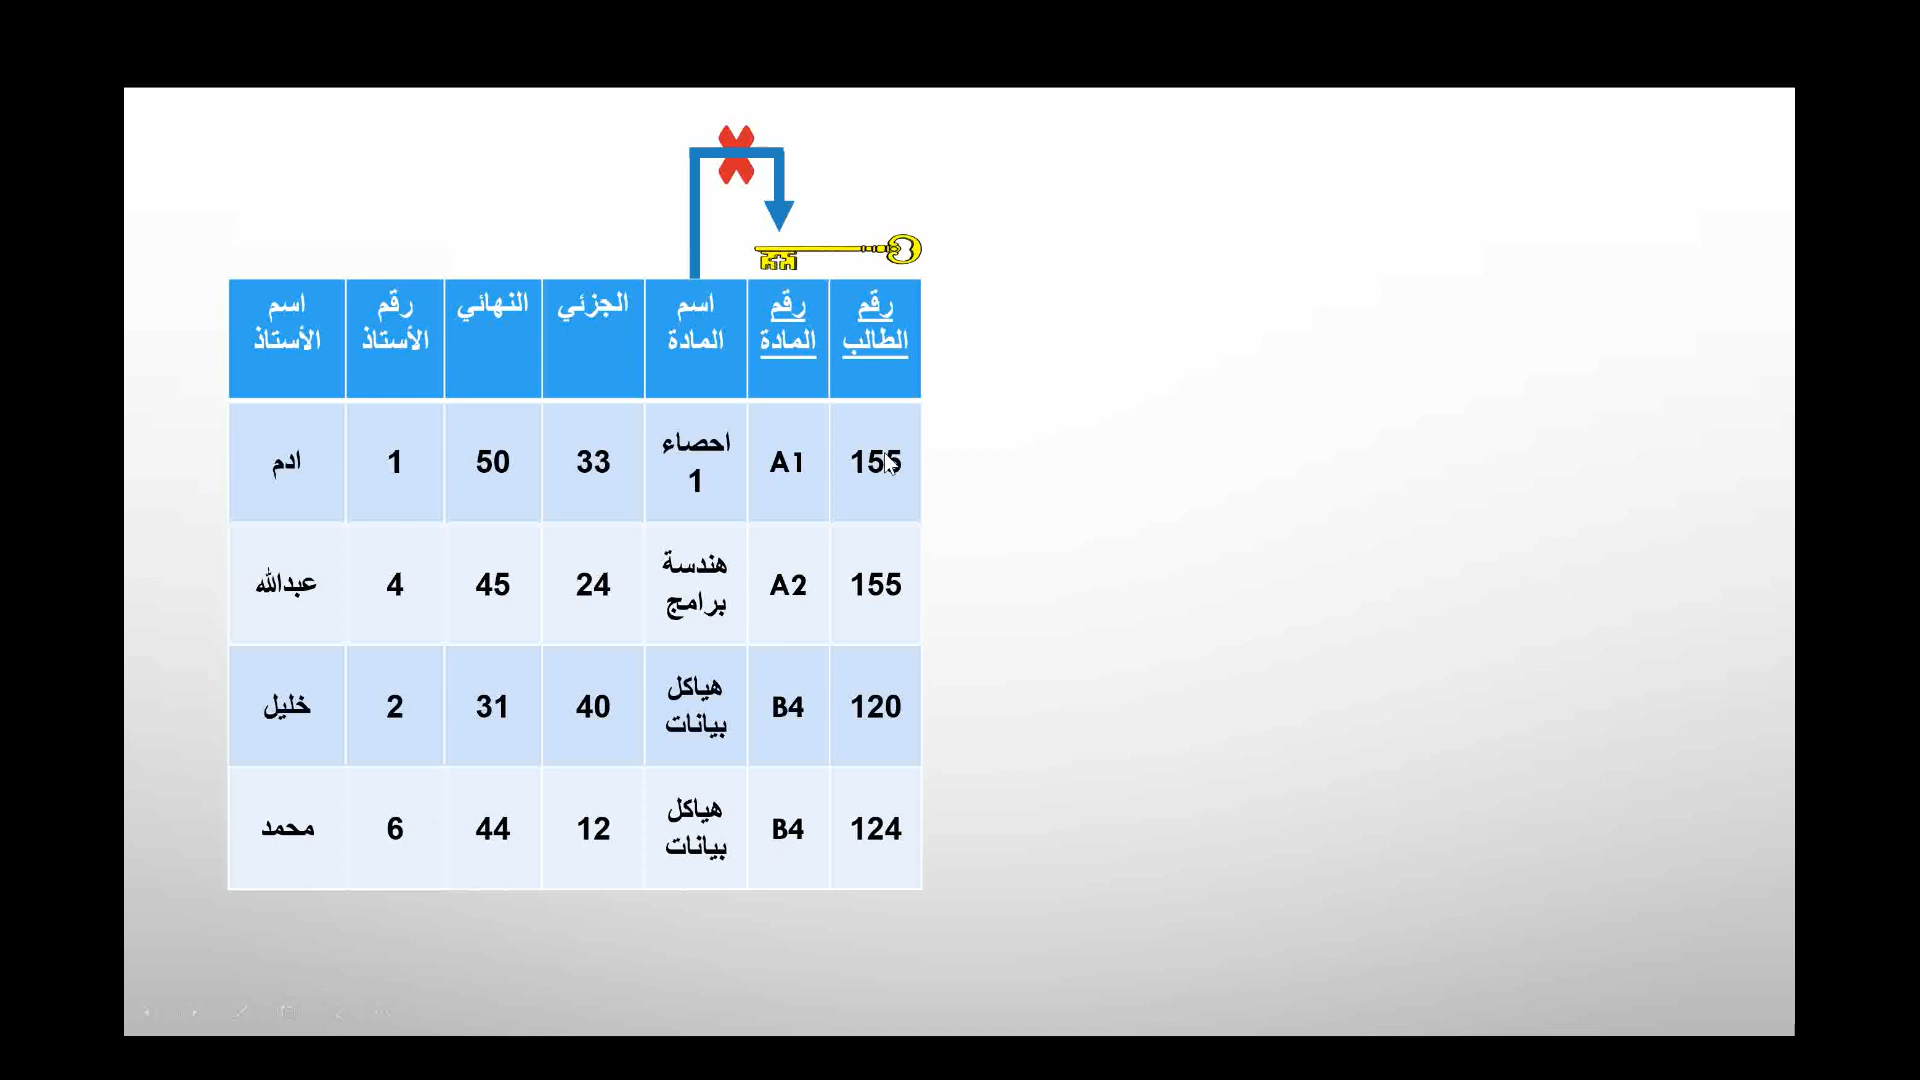 رقم الطالب
رقم المادة
اسم المادة
الجزئي
النهائي
رقم الأستاذ
اسم الأستاذ
155
A1
احصاء 1
33
50
1
ادم
155
A2
هندسة برامج
24
45
4
عبدالله
120
B4
هياكل بيانات
40
31
2
خليل
124
B4
هياكل بيانات
12
44
6
محمد